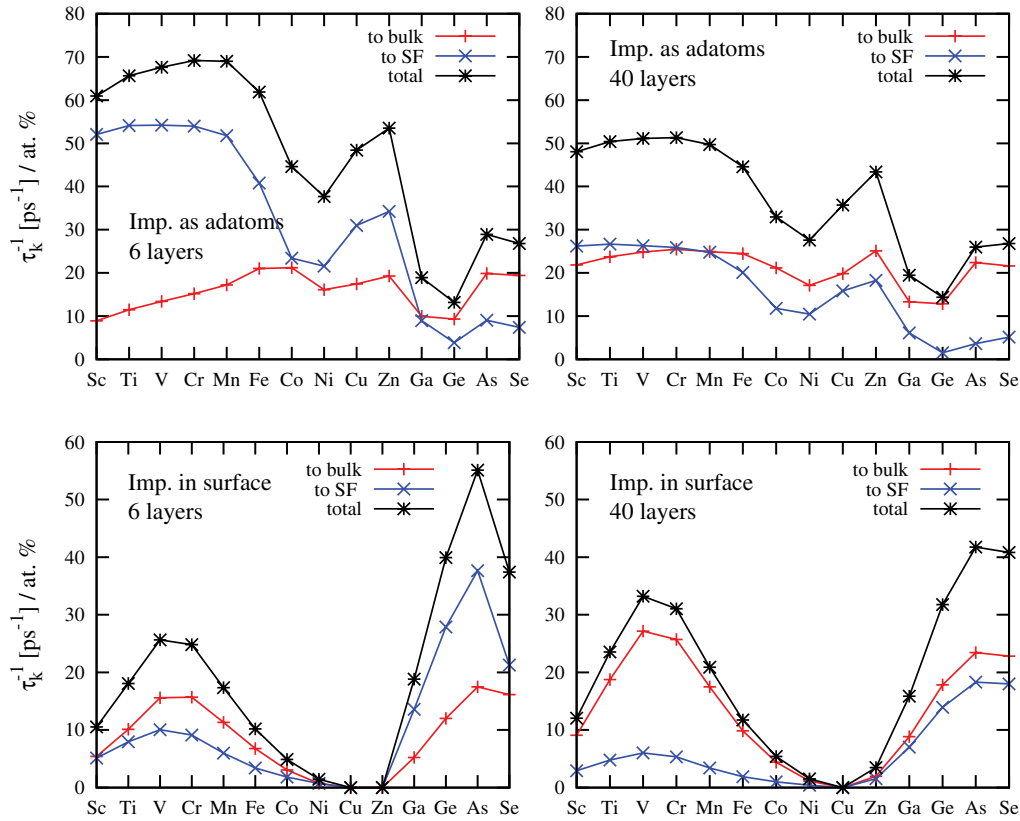 80
70
60
50
40
30
20
10
0
τ_k^-1 [ps^-1] / at. %
to bulk
to SF
total
Imp. as adatoms
6 layers
Sc Ti V Cr Mn Fe Co Ni Cu Zn Ga Ge As Se
80
70
60
50
40
30
20
10
0
Imp. as adatoms
40 layers
to bulk
to SF
total
Sc Ti V Cr Mn Fe Co Ni Cu Zn Ga Ge As Se
60
50
40
30
20
10
0
τ_k^-1 [ps^-1] / at. %
Imp. in surface
6 layers
to bulk
to SF
total
Sc Ti V Cr Mn Fe Co Ni Cu Zn Ga Ge As Se
60
50
40
30
20
10
0
Imp. in surface
40 layers
to bulk
to SF
total
Sc Ti V Cr Mn Fe Co Ni Cu Zn Ga Ge As Se